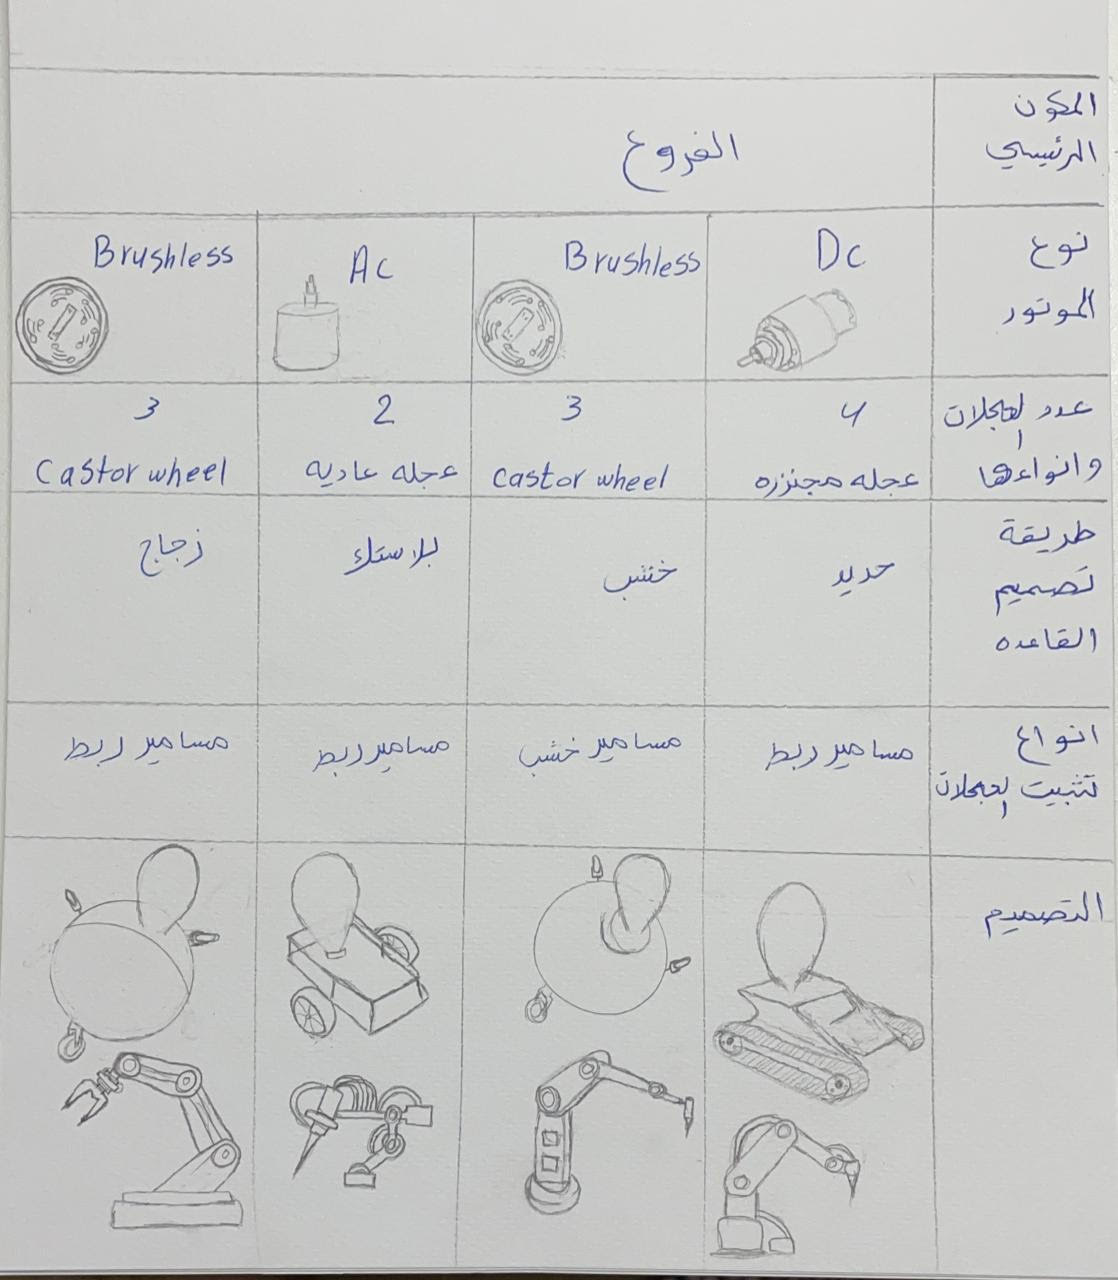 المكون
الرئيسي
الفروع
نوع
الموتور
Dc
Brushless
Ac
Brushless
عدد العجلات
وانواعها
4
عجله مجنزره
3
castor wheel
2
عجله عاديه
3
Castor wheel
طريقة
تصميم
القاعده
حديد
خشب
بلاستك
زجاج
انواع
تثبيت العجلات
مسامير ربط
مسامير خشب
مسامير ربط
مسامير ربط
التصميم